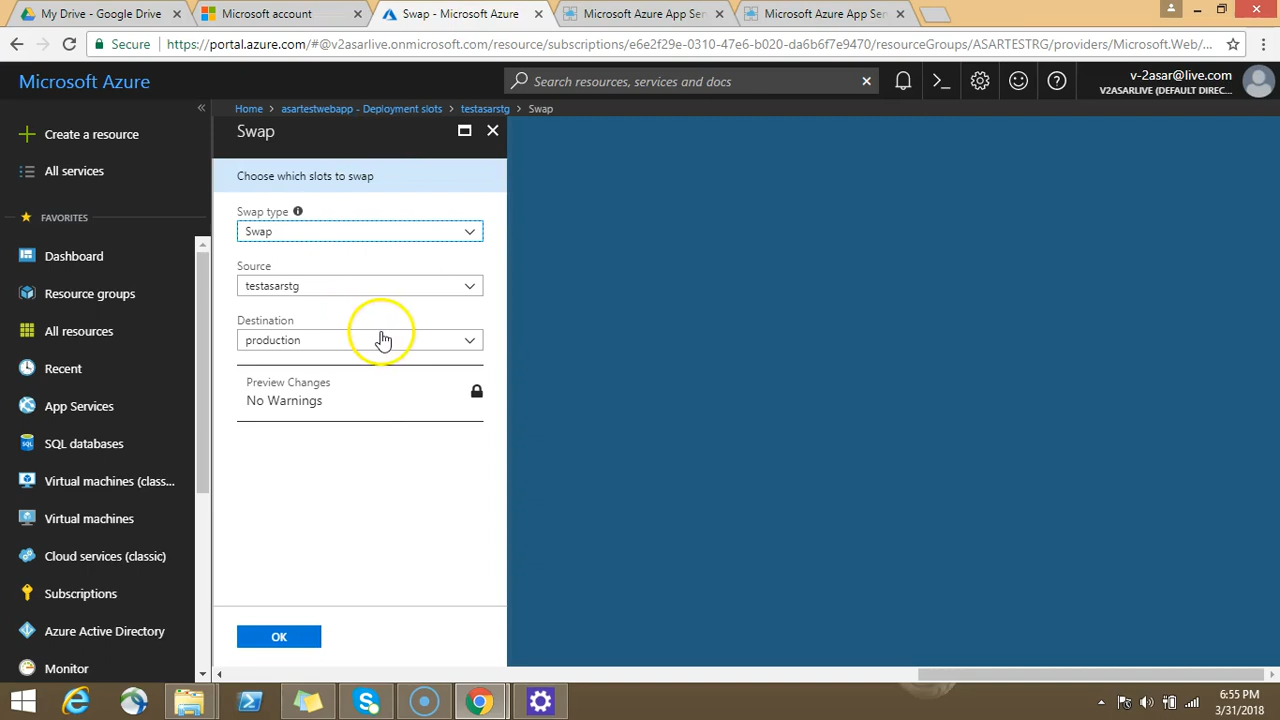 My Drive - Google Drive
Microsoft account
Swap - Microsoft Azure
Microsoft Azure App Ser
Microsoft Azure App Ser
Secure
https://portal.azure.com/#@v2asarlive.onmicrosoft.com/resource/subscriptions/e6e2f29e-0310-47e6-b020-da6b6f7e9470/resourceGroups/ASARTESTRG/providers/Microsoft.Web/...
Microsoft Azure
Search resources, services and docs
v-2asar@live.com
V2ASARLIVE (DEFAULT DIREC...
Home > asartestwebapp - Deployment slots > testasarstg > Swap
Create a resource
All services
FAVORITES
Dashboard
Resource groups
All resources
Recent
App Services
SQL databases
Virtual machines (class...
Virtual machines
Cloud services (classic)
Subscriptions
Azure Active Directory
Monitor
Swap
Choose which slots to swap
Swap type
Swap
Source
testasarstg
Destination
production
Preview Changes
No Warnings
OK
6:55 PM
3/31/2018